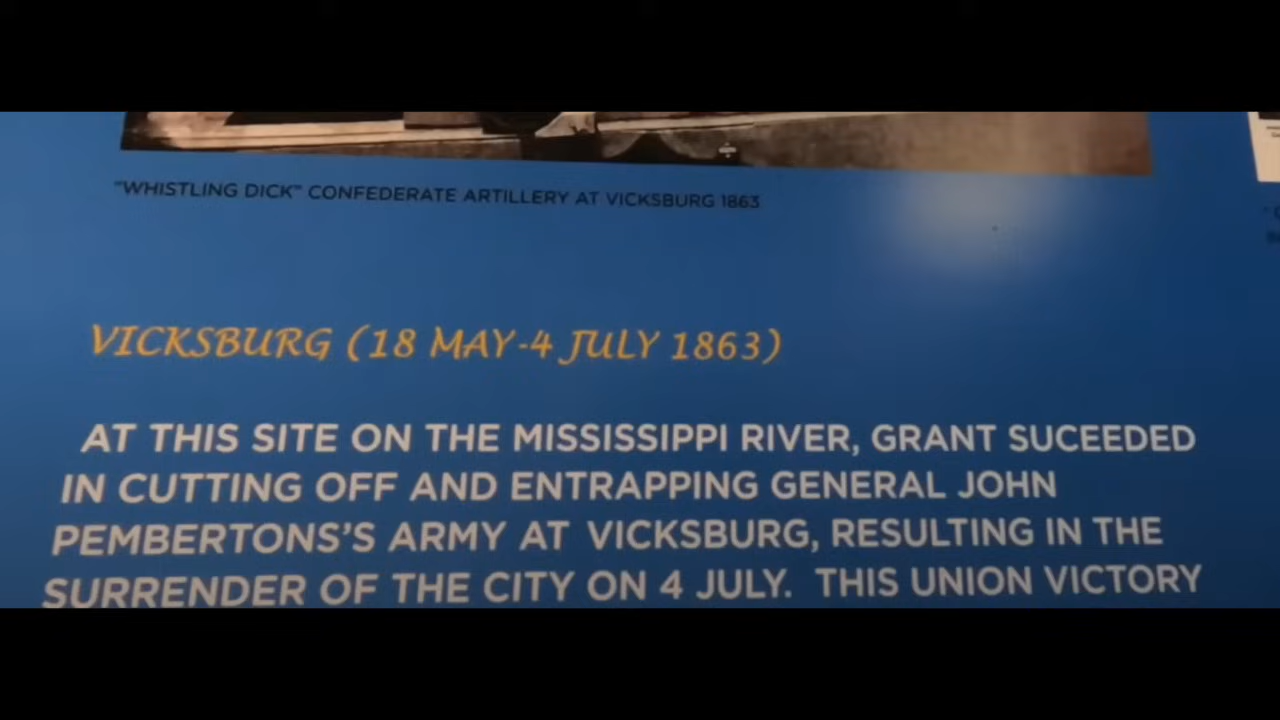 "WHISTLING DICK" CONFEDERATE ARTILLERY AT VICKSBURG 1863
VICKSBURG (18 MAY-4 JULY 1863)
AT THIS SITE ON THE MISSISSIPPI RIVER, GRANT SUCEEDED
IN CUTTING OFF AND ENTRAPPING GENERAL JOHN
PEMBERTONS'S ARMY AT VICKSBURG, RESULTING IN THE
SURRENDER OF THE CITY ON 4 JULY. THIS UNION VICTORY